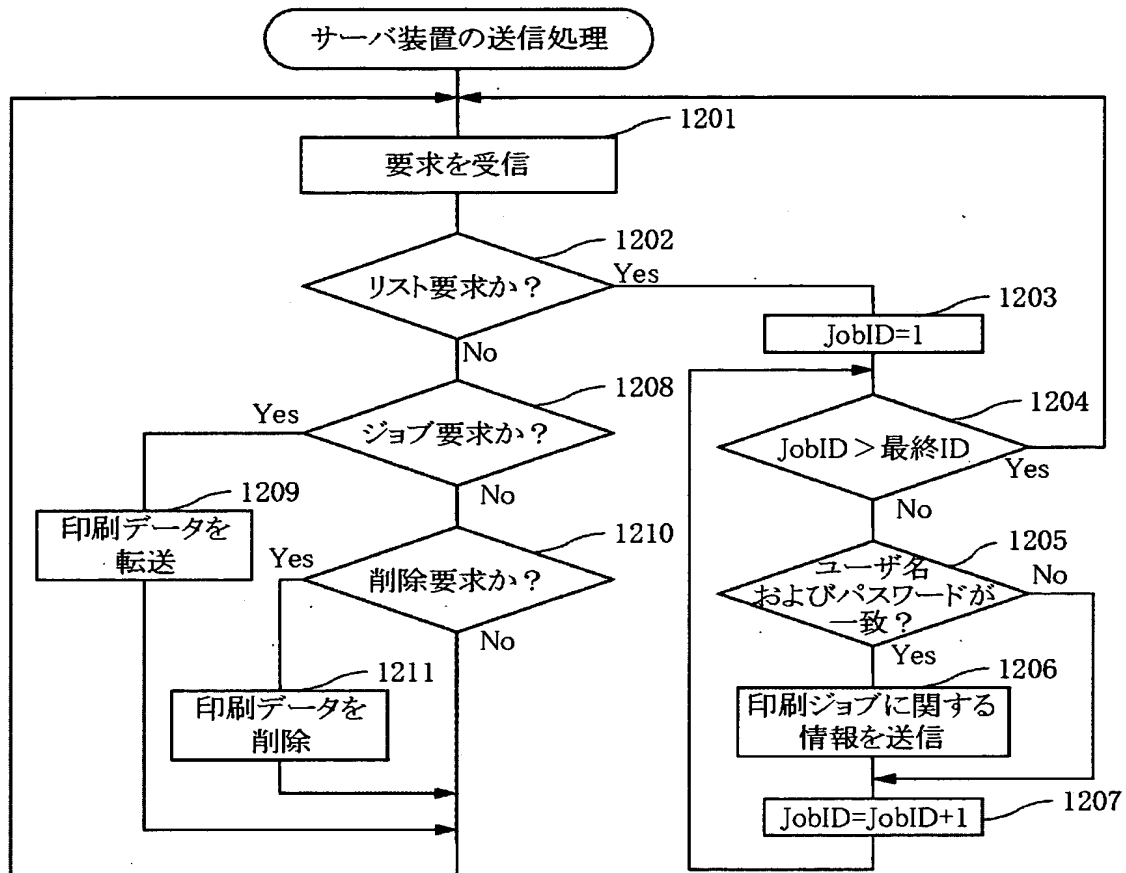 サーバ装置の送信処理
1201
要求を受信
1202
リスト要求か?
Yes
No
1203
JobID=1
1208
ジョブ要求か?
Yes
No
1204
JobID>最終ID
Yes
No
1209
印刷データを
転送
1210
削除要求か?
Yes
No
1205
ユーザ名
およびパスワードが
一致?
No
Yes
1211
印刷データを
削除
1206
印刷ジョブに関する
情報を送信
1207
JobID=JobID+1